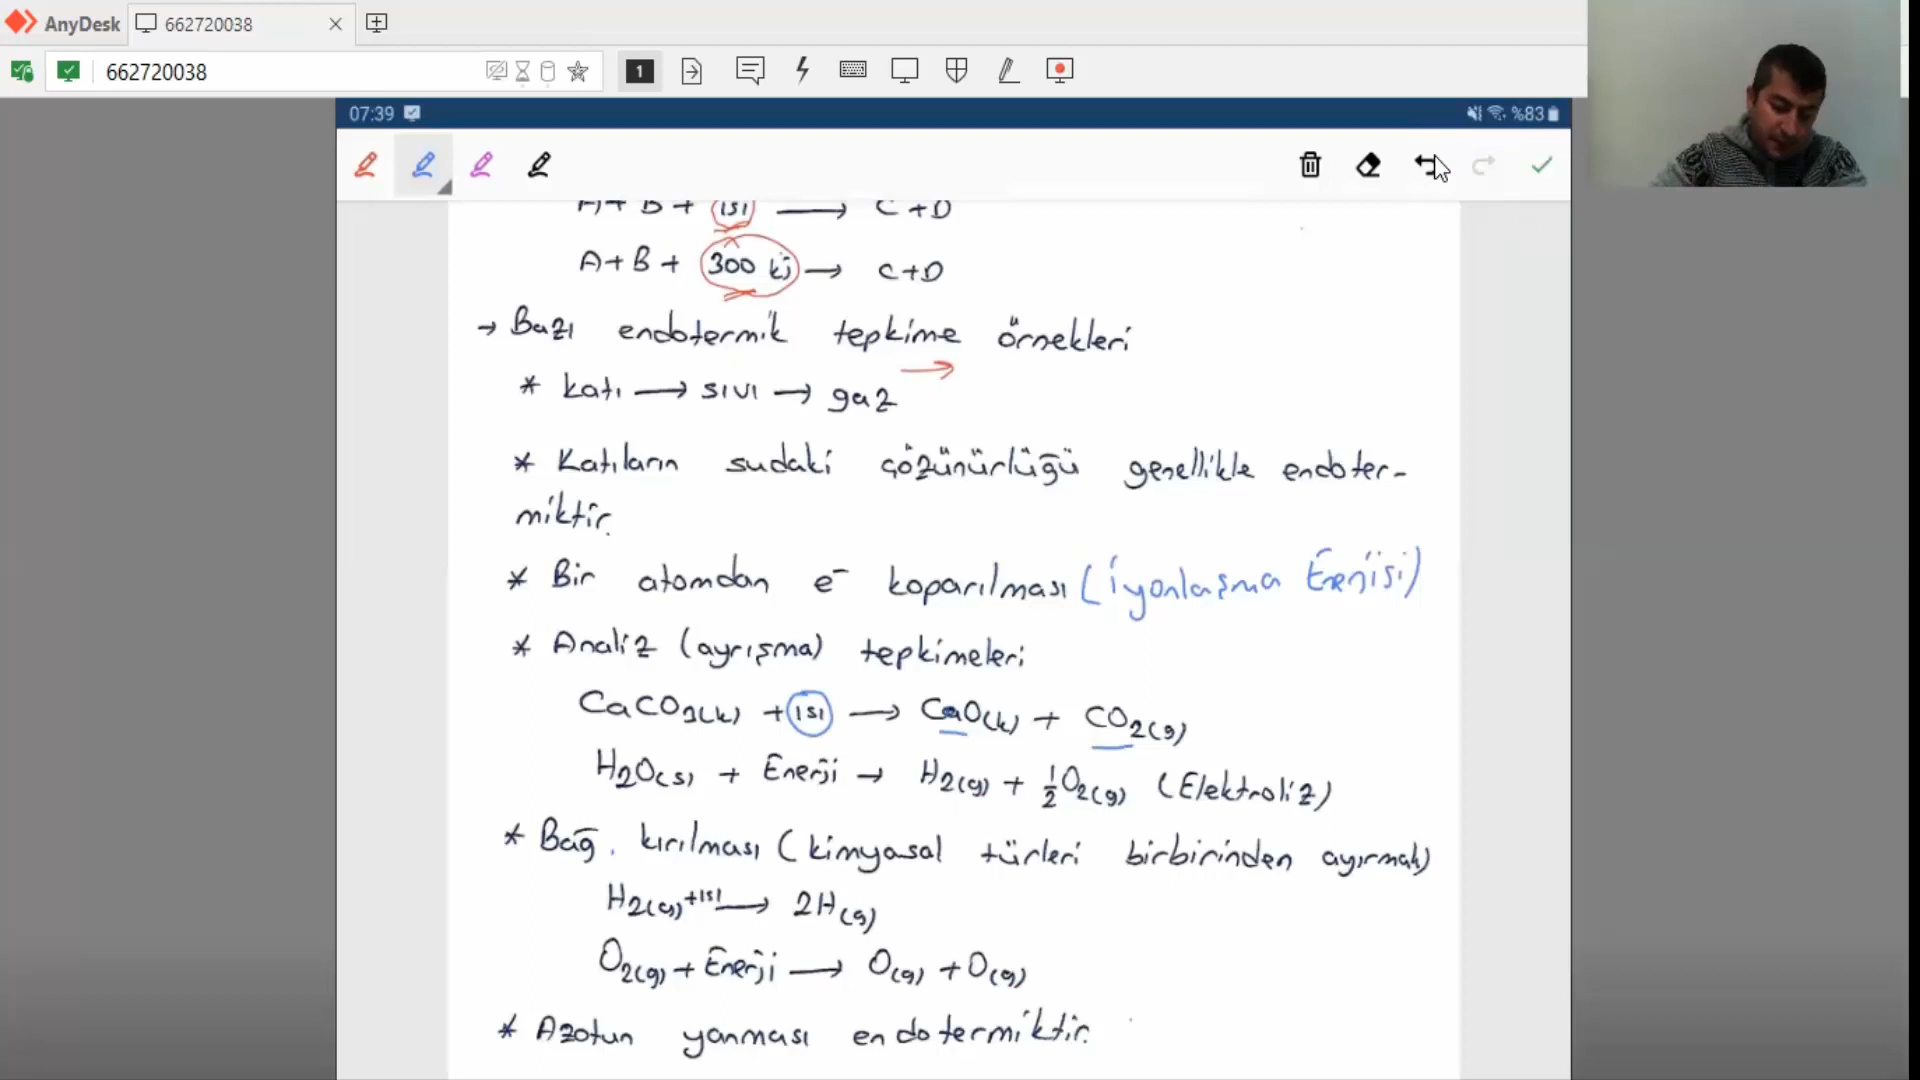 AnyDesk
662720038
662720038
1
07:39
%83
A+ B + ısı → C+D
A+B + 300 kj → C+D
→ Bazı endotermik tepkime örnekleri
* Katı → sıvı → gaz →
* Katıların sudaki çözünürlüğü genellikle endoter-
miktir.
* Bir atomdan e⁻ koparılması (İyonlaşma Enerjisi)
* Analiz (ayrışma) tepkimeleri
CaCO₃(k) + ısı → CaO(k) + CO₂(g)
H₂O(s) + Enerji → H₂(g) + ½O₂(g) (Elektroliz)
* Bağ kırılması (kimyasal türleri birbirinden ayırmak)
H₂(g) +ısı → 2H(g)
O₂(g) + Enerji → O(g) + O(g)
* Azotun yanması endotermiktir.